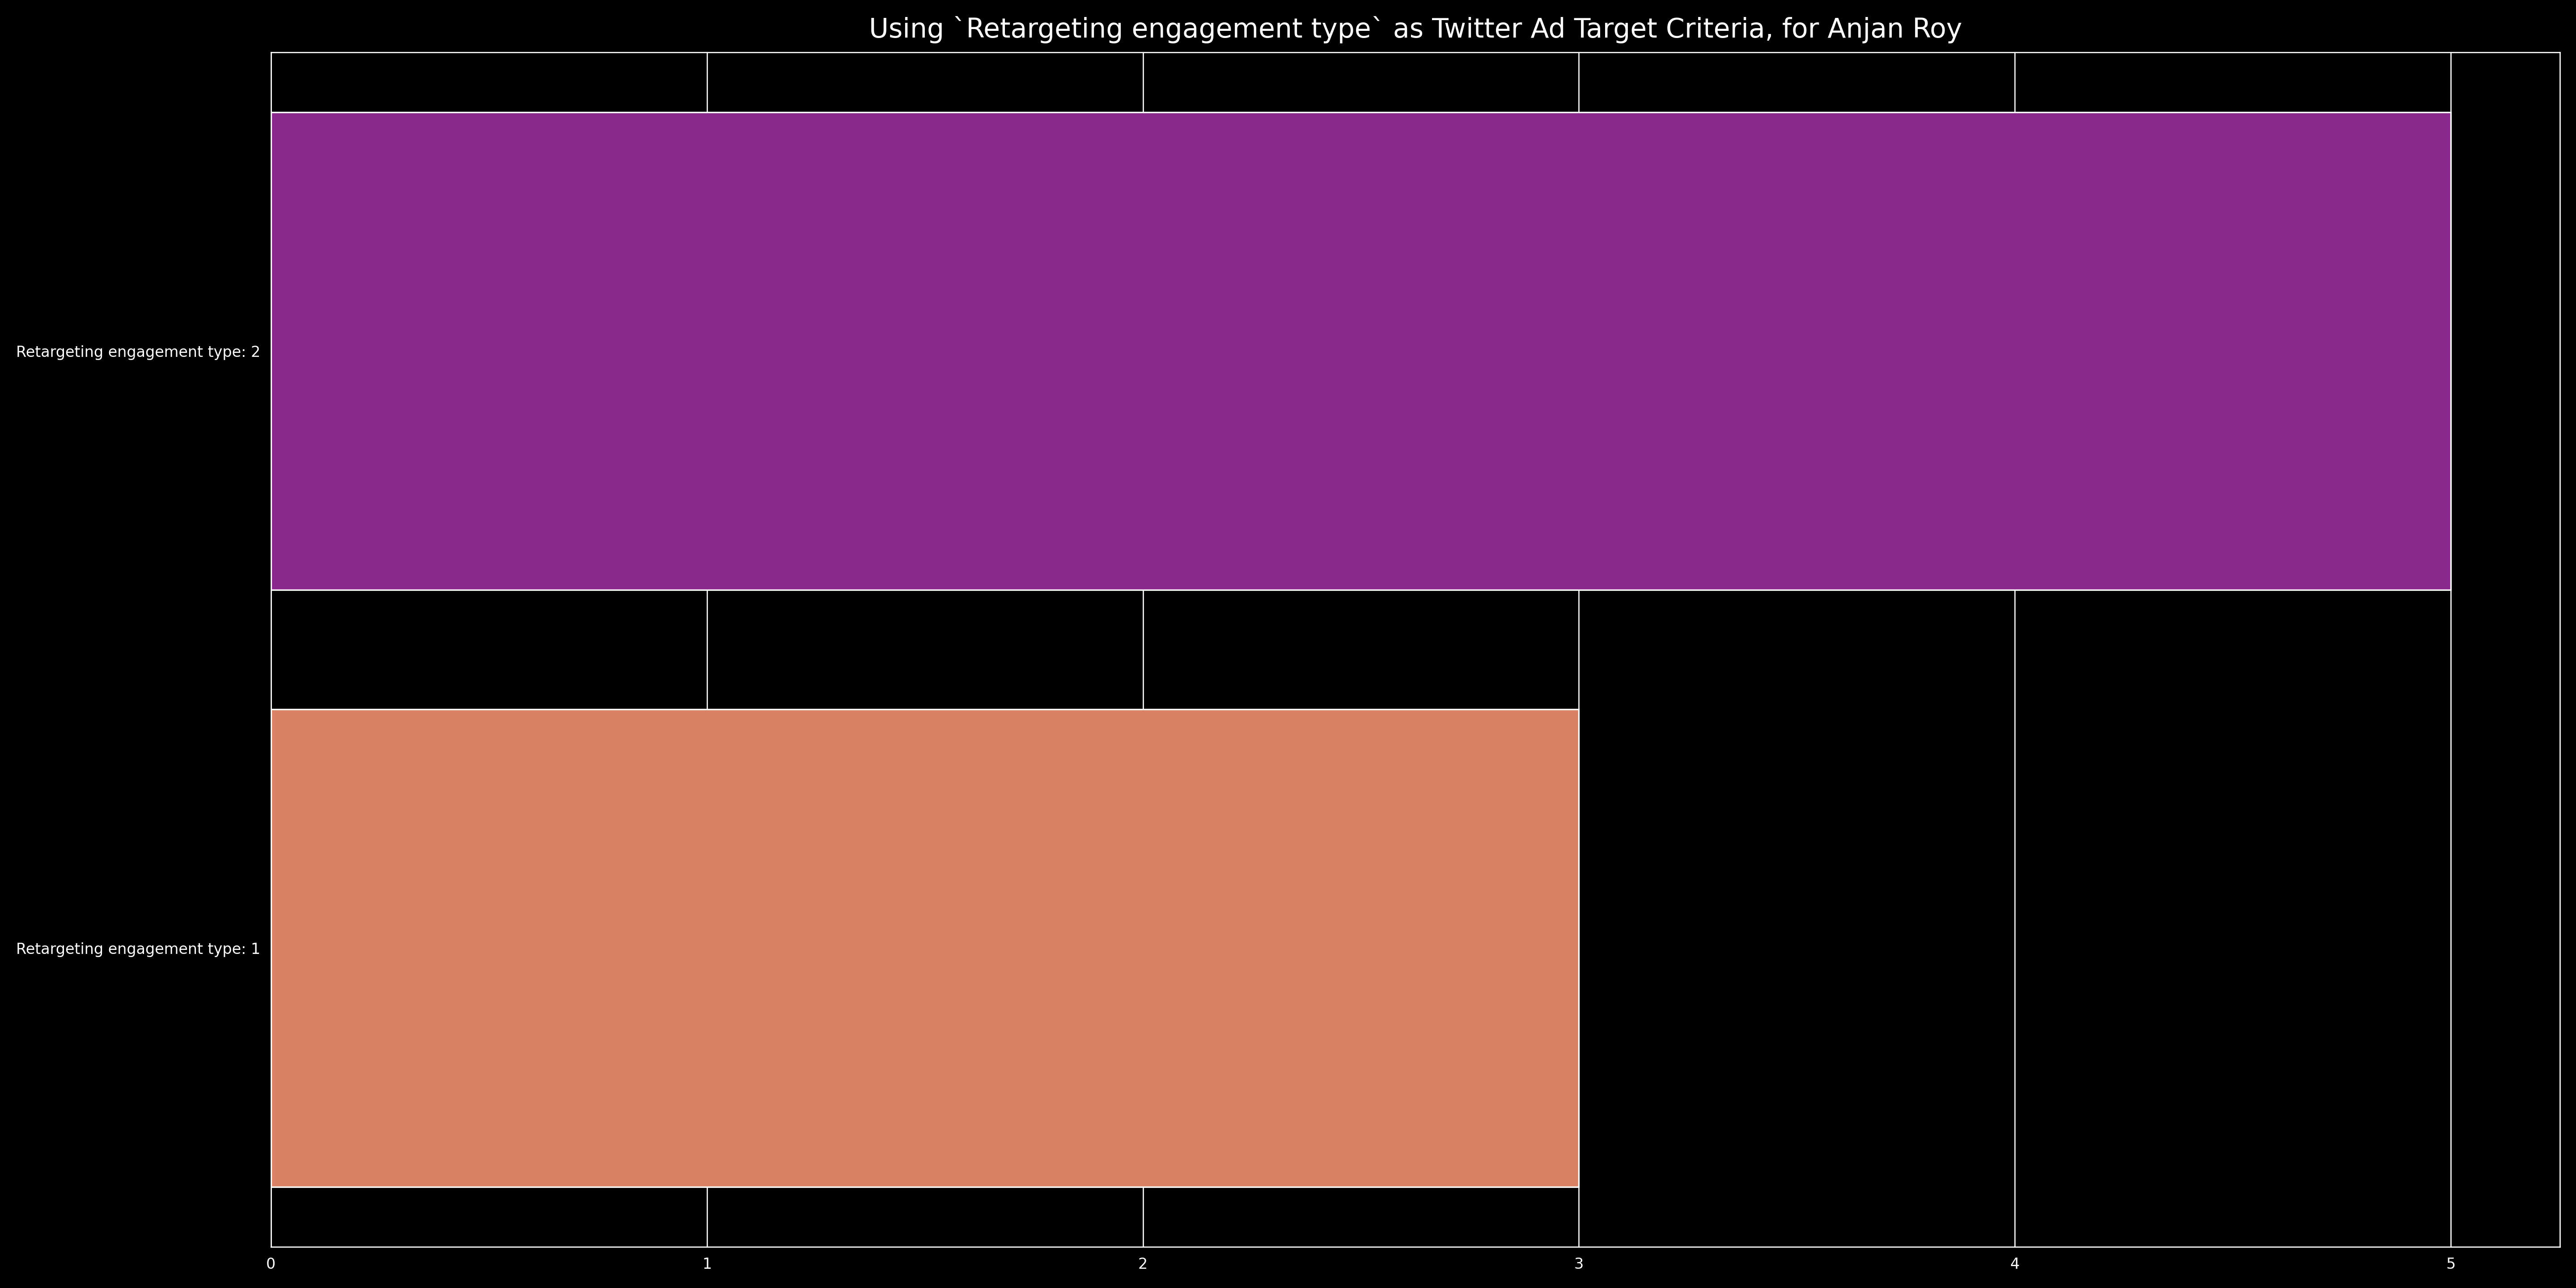 Using `Retargeting engagement type` as Twitter Ad Target Criteria, for Anjan Roy
Retargeting engagement type: 2
Retargeting engagement type: 1
0 1 2 3 4 5